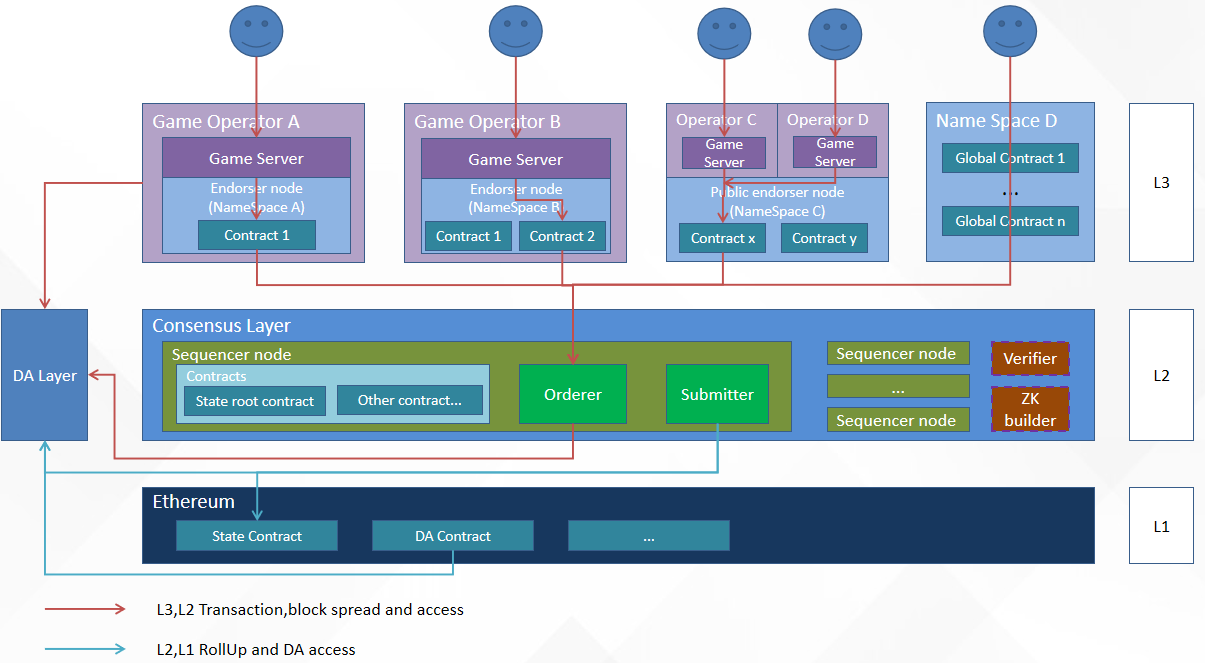 Game Operator A
Game Server
Endorser node
(NameSpace A)
Contract 1
Game Operator B
Game Server
Endorser node
(NameSpace B
Contract 1
Contract 2
Operator C
Game
Server
Operator D
Game
Server
Public endorser node
(NameSpace C)
Contract x
Contract y
Name Space D
Global Contract 1
...
Global Contract n
L3
DA Layer
Consensus Layer
Sequencer node
Contracts
State root contract
Other contract...
Orderer
Submitter
Sequencer node
...
Sequencer node
Verifier
ZK
builder
L2
Ethereum
State Contract
DA Contract
...
L1
L3,L2 Transaction,block spread and access
L2,L1 RollUp and DA access